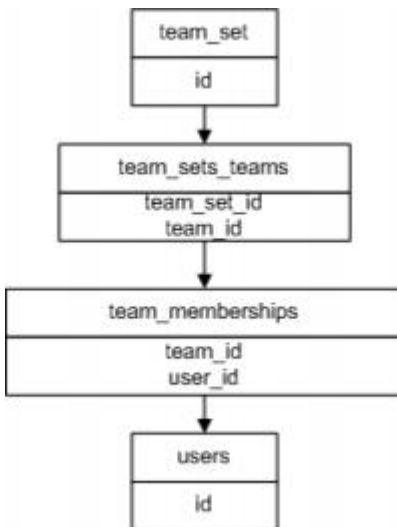 team_set
id
team_sets_teams
team_set_id
team_id
team_memberships
team_id
user_id
users
id